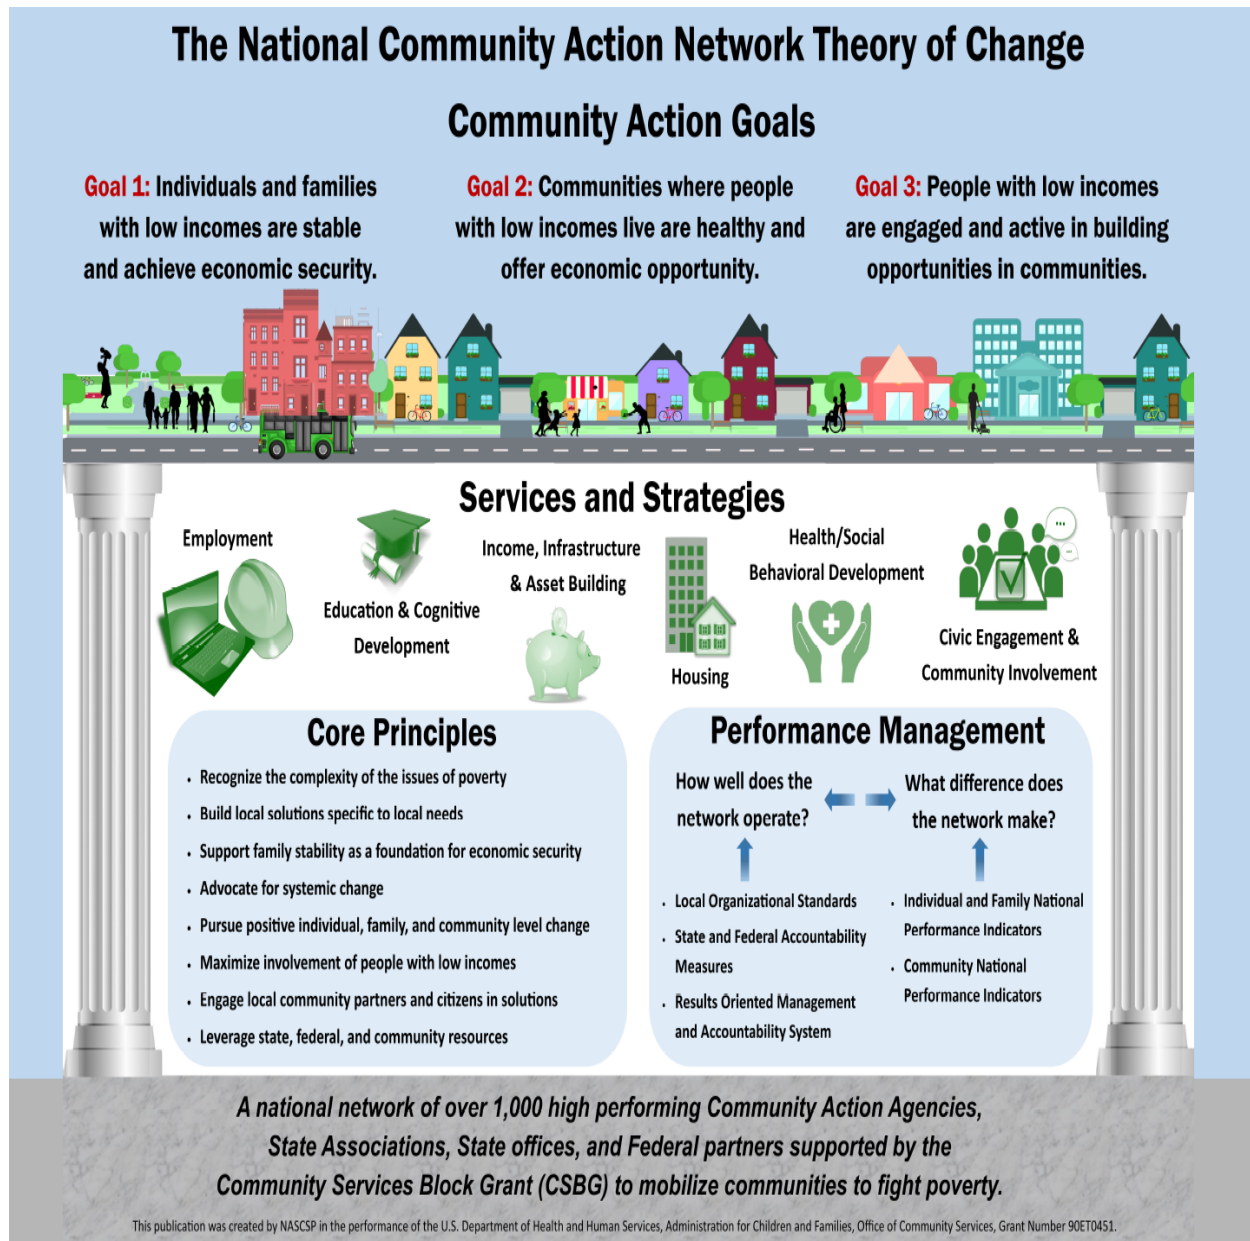 The National Community Action Network Theory of Change
Community Action Goals
Goal 1: Individuals and families
with low incomes are stable
and achieve economic security.
Goal 2: Communities where people
with low incomes live are healthy and
offer economic opportunity.
Goal 3: People with low incomes
are engaged and active in building
opportunities in communities.
Services and Strategies
Employment
Education & Cognitive
Development
Income, Infrastructure
& Asset Building
Housing
Health/Social
Behavioral Development
Civic Engagement &
Community Involvement
Core Principles
• Recognize the complexity of the issues of poverty
• Build local solutions specific to local needs
• Support family stability as a foundation for economic security
• Advocate for systemic change
• Pursue positive individual, family, and community level change
• Maximize involvement of people with low incomes
• Engage local community partners and citizens in solutions
• Leverage state, federal, and community resources
Performance Management
How well does the
network operate?
• Local Organizational Standards
• State and Federal Accountability
Measures
• Results Oriented Management
and Accountability System
What difference does
the network make?
• Individual and Family National
Performance Indicators
• Community National
Performance Indicators
A national network of over 1,000 high performing Community Action Agencies,
State Associations, State offices, and Federal partners supported by the
Community Services Block Grant (CSBG) to mobilize communities to fight poverty.
This publication was created by NASCSP in the performance of the U.S. Department of Health and Human Services, Administration for Children and Families, Office of Community Services, Grant Number 90ET0451.